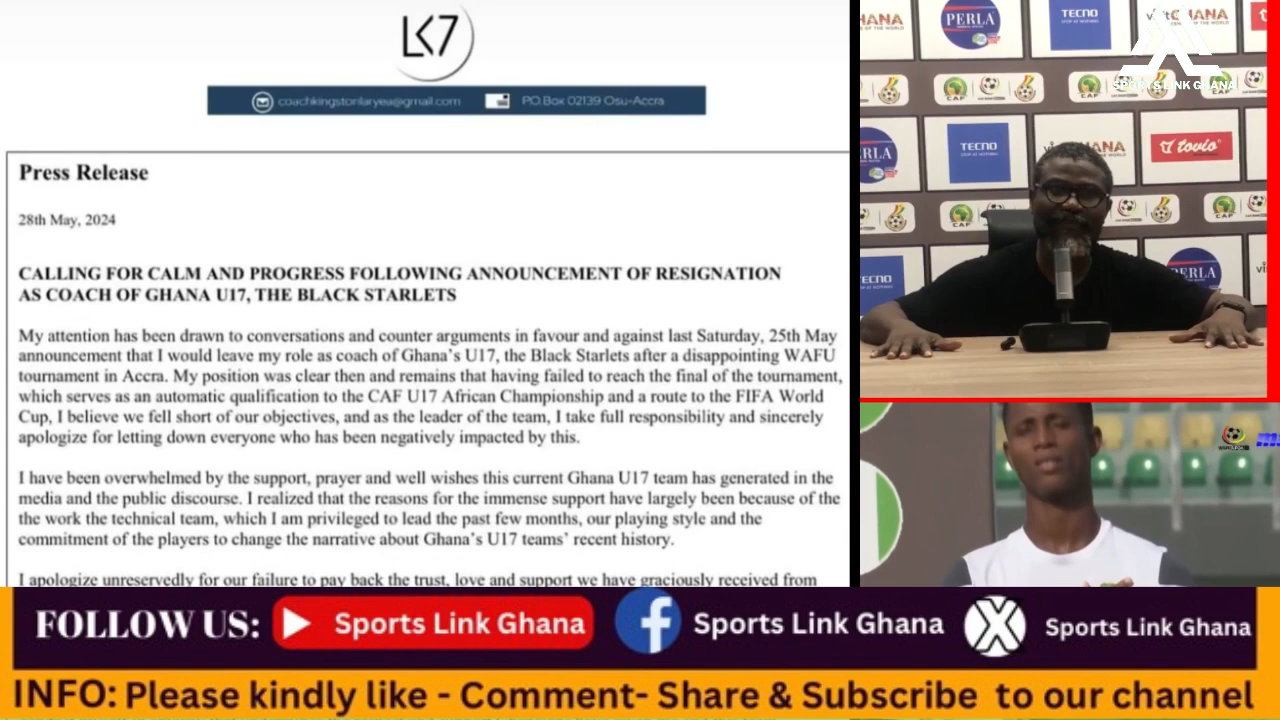 LK7
coachkingstonlaryea@gmail.com P.O.Box 02139 Osu-Accra
Press Release
28th May, 2024
CALLING FOR CALM AND PROGRESS FOLLOWING ANNOUNCEMENT OF RESIGNATION
AS COACH OF GHANA U17, THE BLACK STARLETS
My attention has been drawn to conversations and counter arguments in favour and against last Saturday, 25th May
announcement that I would leave my role as coach of Ghana's U17, the Black Starlets after a disappointing WAFU
tournament in Accra. My position was clear then and remains that having failed to reach the final of the tournament,
which serves as an automatic qualification to the CAF U17 African Championship and a route to the FIFA World
Cup, I believe we fell short of our objectives, and as the leader of the team, I take full responsibility and sincerely
apologize for letting down everyone who has been negatively impacted by this.
I have been overwhelmed by the support, prayer and well wishes this current Ghana U17 team has generated in the
media and the public discourse. I realized that the reasons for the immense support have largely been because of the
the work the technical team, which I am privileged to lead the past few months, our playing style and the
commitment of the players to change the narrative about Ghana's U17 teams' recent history.
I apologize unreservedly for our failure to pay back the trust, love and support we have graciously received from
HANA PERLA TECNO GHANA
SPORTS LINK GHANA
CAF CAF
RLA TECNO GHANA tovio
CAF CAF
ECNO PERLA
FOLLOW US: Sports Link Ghana Sports Link Ghana X Sports Link Ghana
INFO: Please kindly like - Comment- Share & Subscribe to our channel